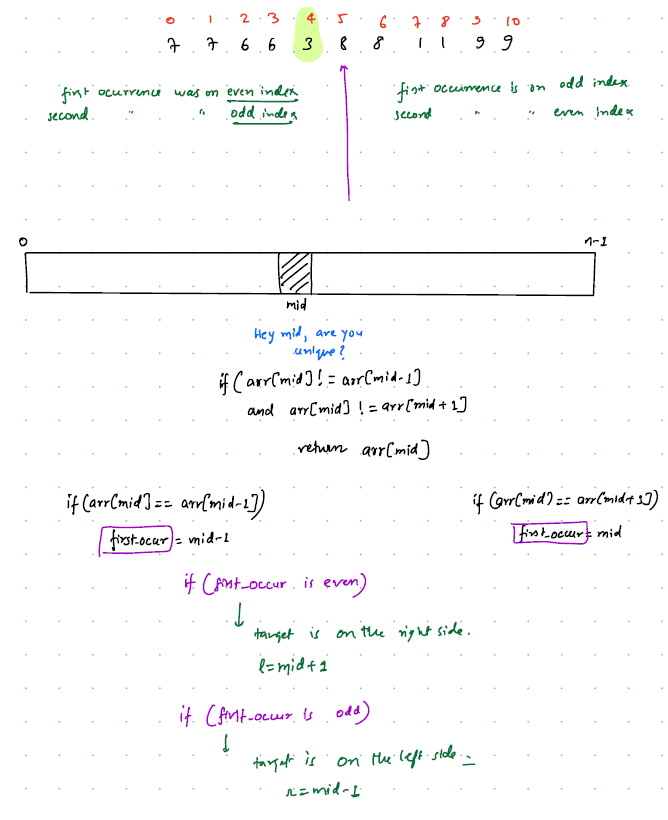 0 1 2 3 4 5 6 7 8 9 10
7 7 6 6 3 8 8 1 1 9 9
first ocurrence was on even index
second " " odd index
first occurrence is on odd index
second " " even index
0 n-1
mid
Hey mid, are you
unique?
if (arr[mid] != arr[mid-1]
and arr[mid] != arr[mid+1]
return arr[mid]
if (arr[mid] == arr[mid-1])
first-occur = mid-1
if (arr[mid) == arr[mid+1])
first_occur = mid
if (first_occur is even)
target is on the right side.
l=mid+1
if (first-occur is odd)
target is on the left side
r=mid-1